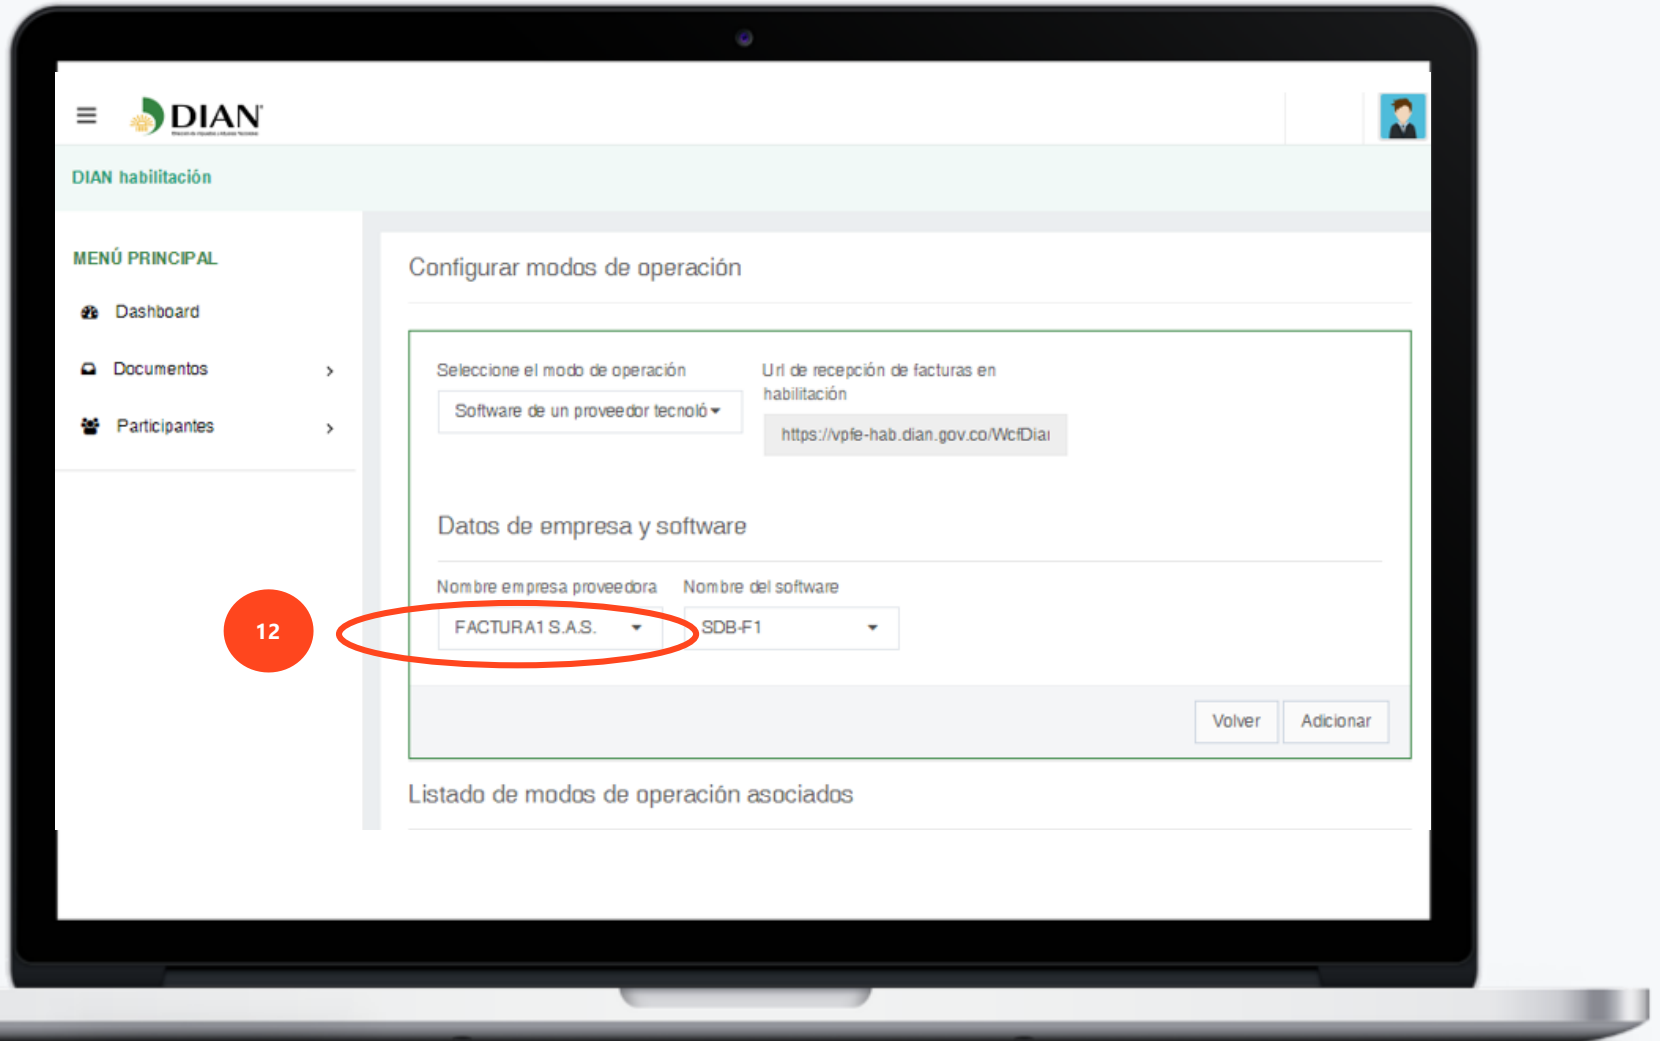 DIAN
DIAN habilitación
MENÚ PRINCIPAL
Dashboard
Documentos
Participantes
Configurar modos de operación
Seleccione el modo de operación
Software de un proveedor tecnoló
Url de recepción de facturas en
habilitación
https://vpfe-hab.dian.gov.co/WcfDiar
Datos de empresa y software
Nombre empresa proveedora
Nombre del software
12
FACTURA1 S.A.S.
SDB-F1
Volver
Adicionar
Listado de modos de operación asociados